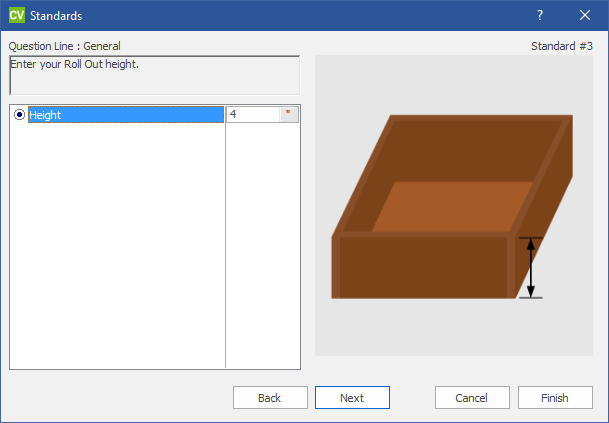 CV Standards ?
Question Line : General
Standard #3
Enter your Roll Out height.
Height 4 "
Back Next Cancel Finish